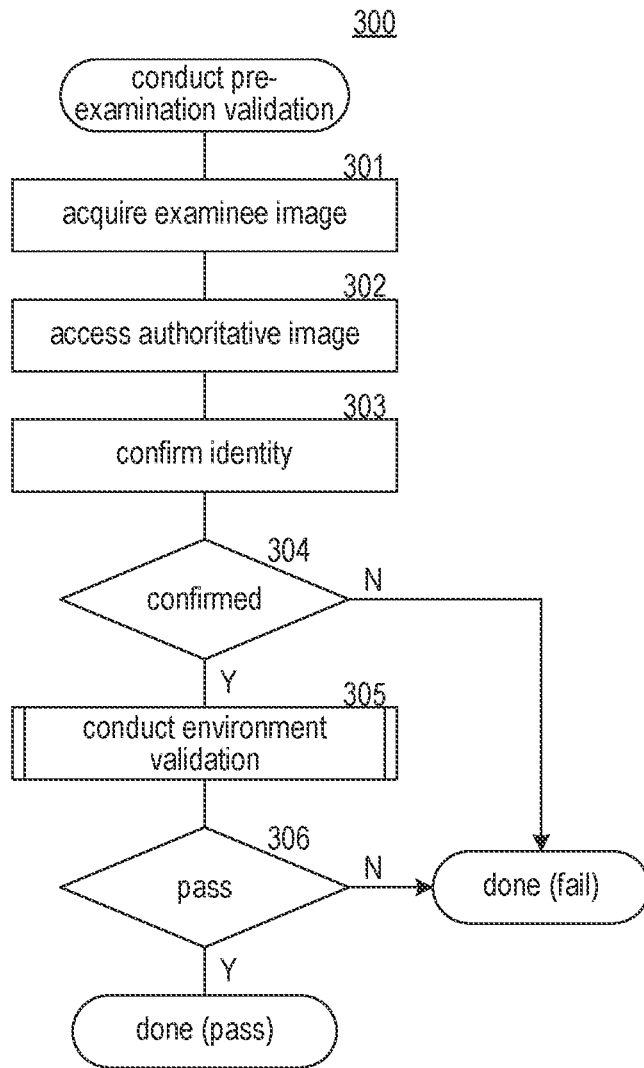 300
conduct pre-
examination validation
301
acquire examinee image
302
access authoritative image
303
confirm identity
304
confirmed
N
Y
305
conduct environment
validation
306
pass
N
done (fail)
Y
done (pass)